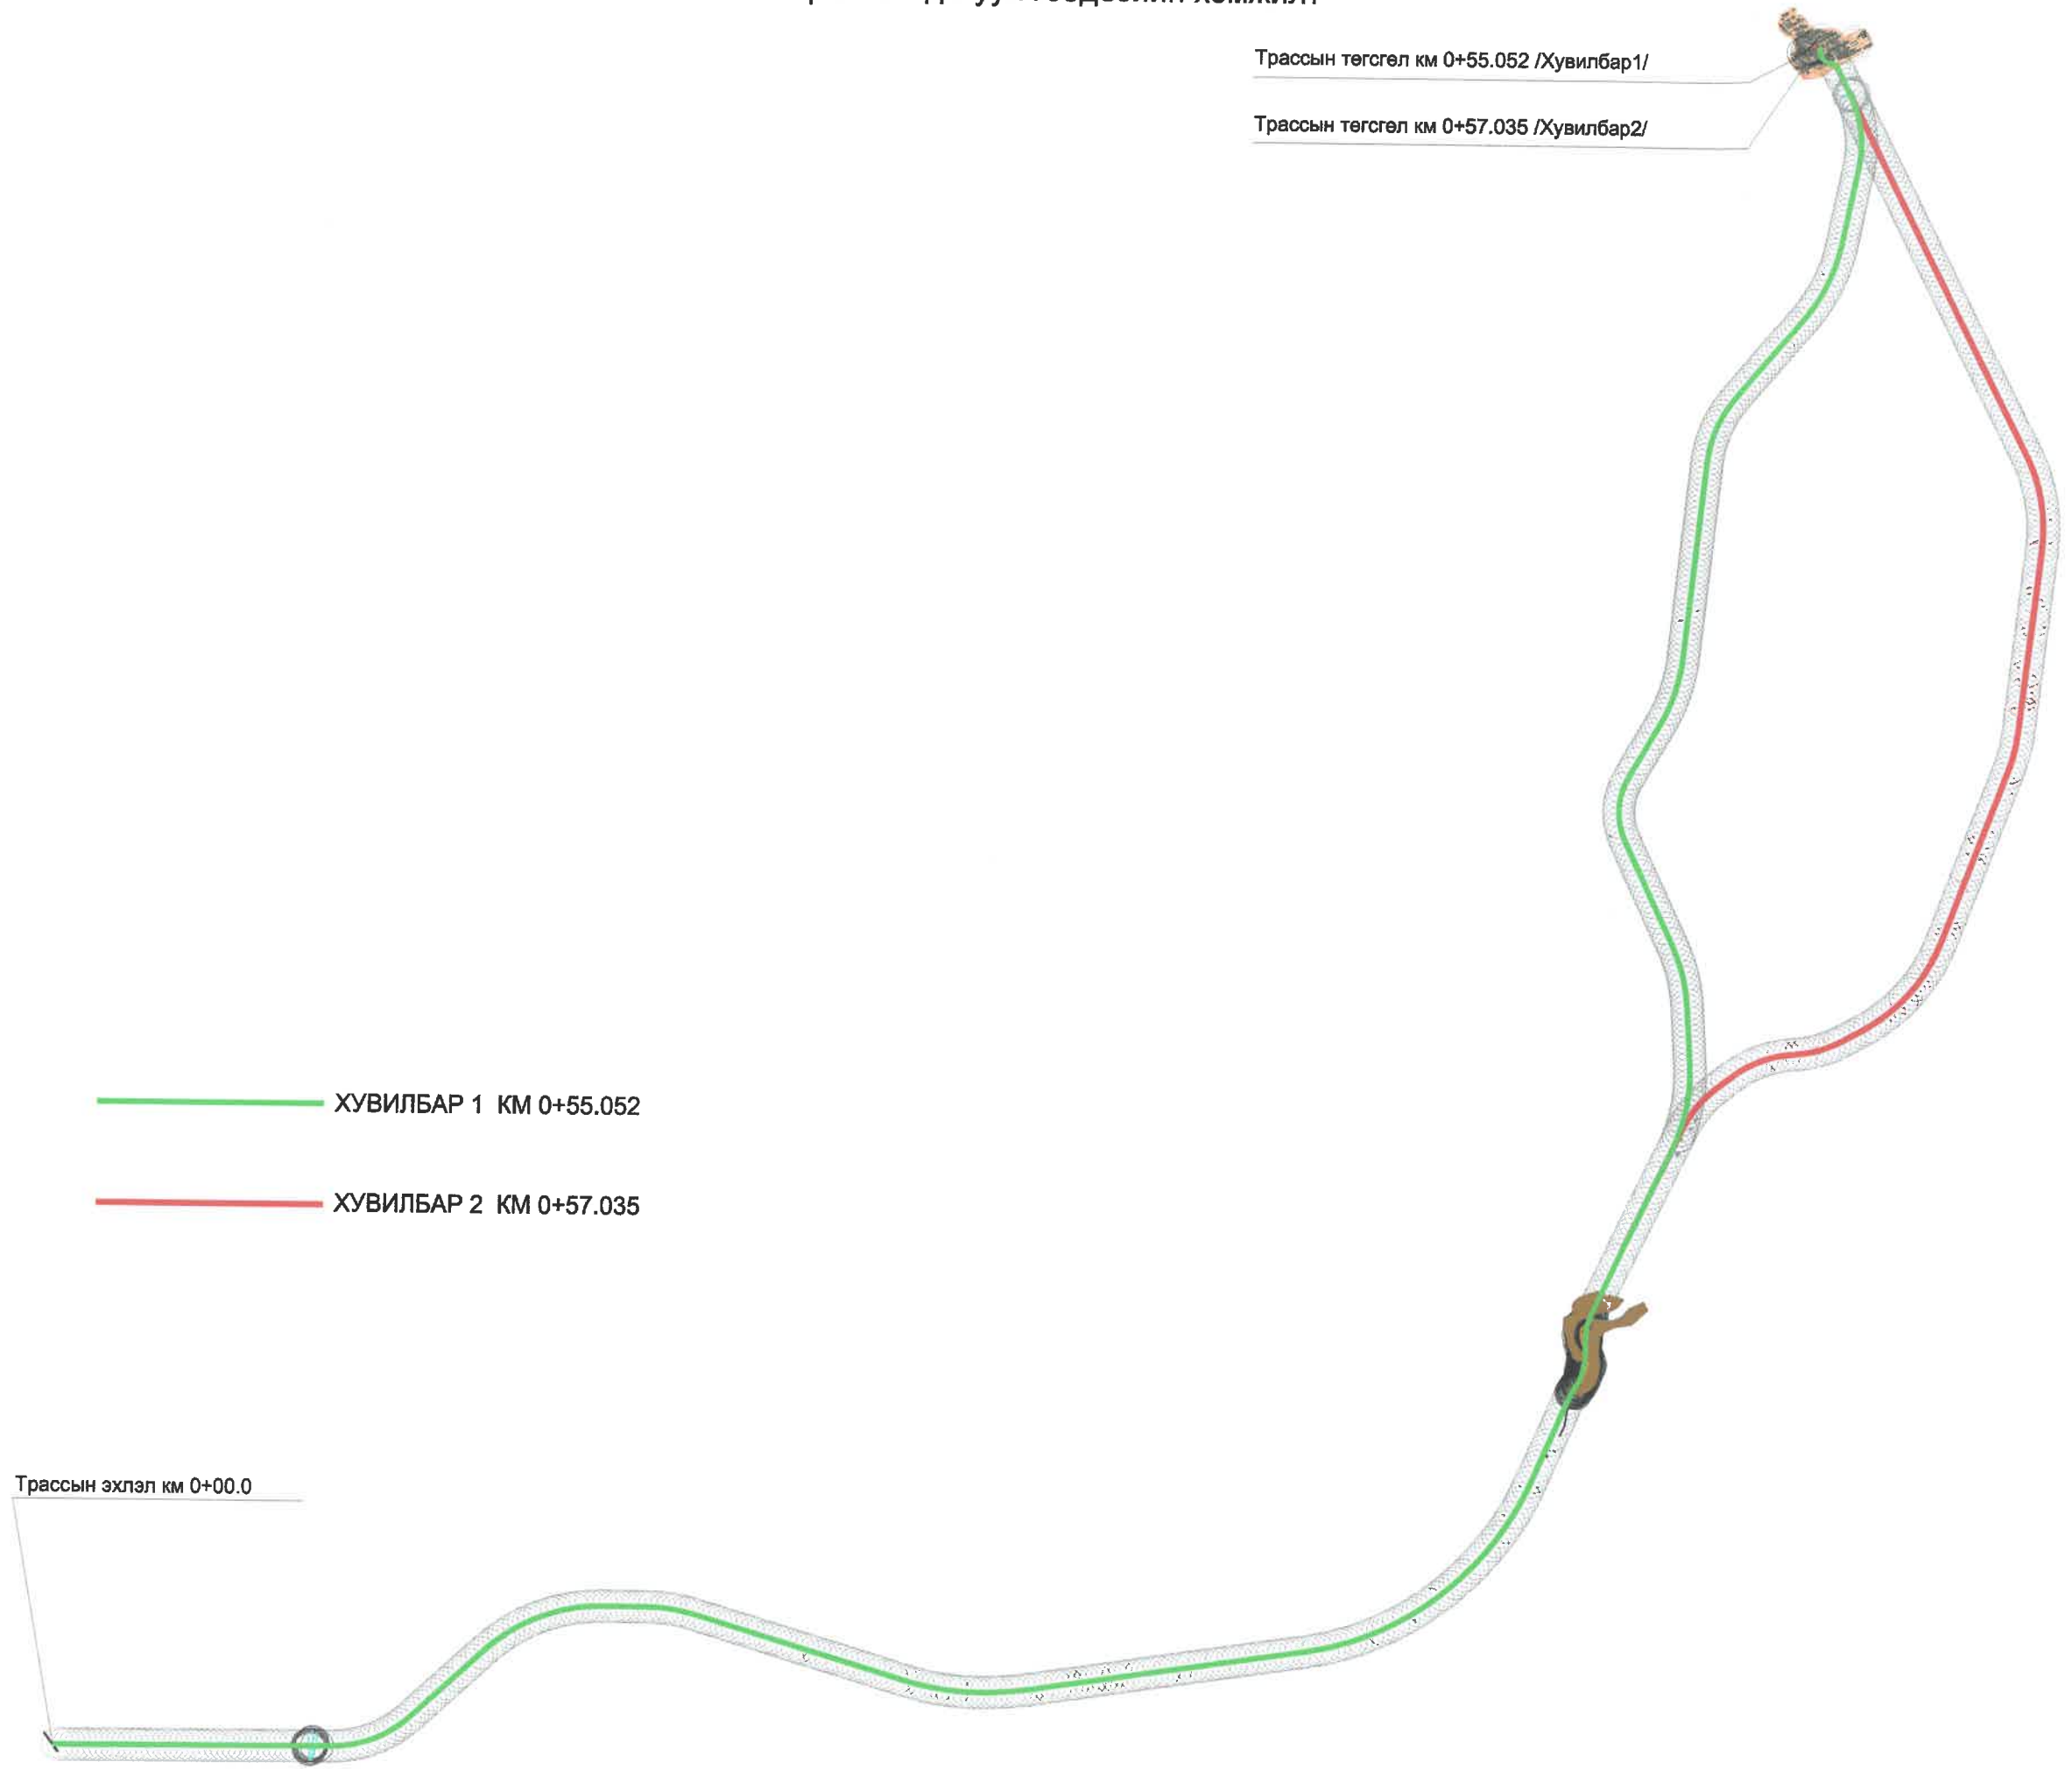 Трассын төгсгөл км 0+55.052 /Хувилбар1/
Трассын төгсгөл км 0+57.035 /Хувилбар2/
ХУВИЛБАР 1 КМ 0+55.052
ХУВИЛБАР 2 КМ 0+57.035
Трассын эхлэл км 0+00.0